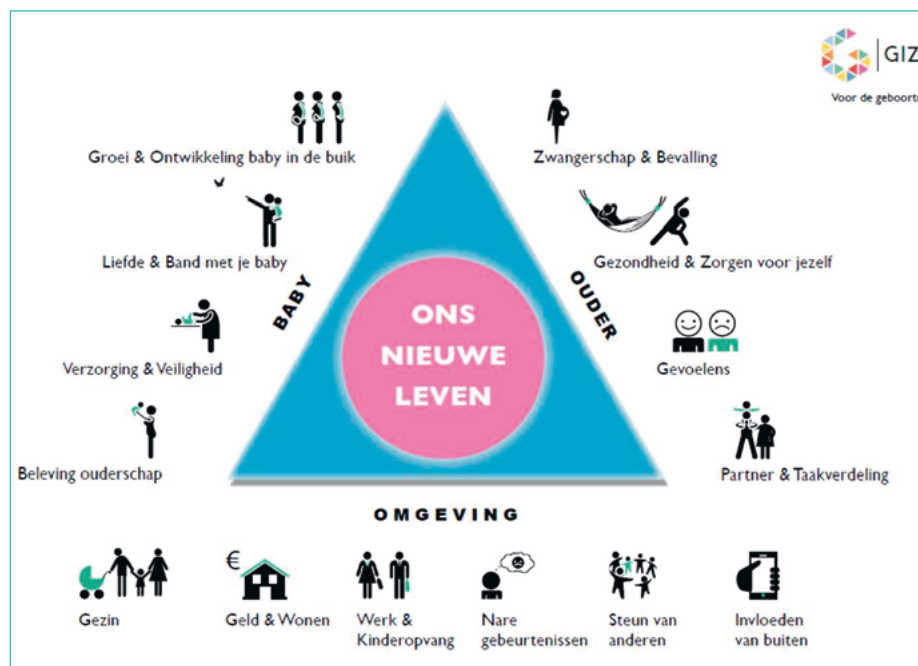 GIZ
Voor de geboorte
Groei & Ontwikkeling baby in de buik
Zwangerschap & Bevalling
Liefde & Band met je baby
Gezondheid & Zorgen voor jezelf
BABY
OUDER
ONS
NIEUWE
LEVEN
Verzorging & Veiligheid
Gevoelens
Beleving ouderschap
Partner & Taakverdeling
OMGEVING
€
Gezin
Geld & Wonen
Werk &
Kinderopvang
Nare
gebeurtenissen
Steun van
anderen
Invloeden
van buiten